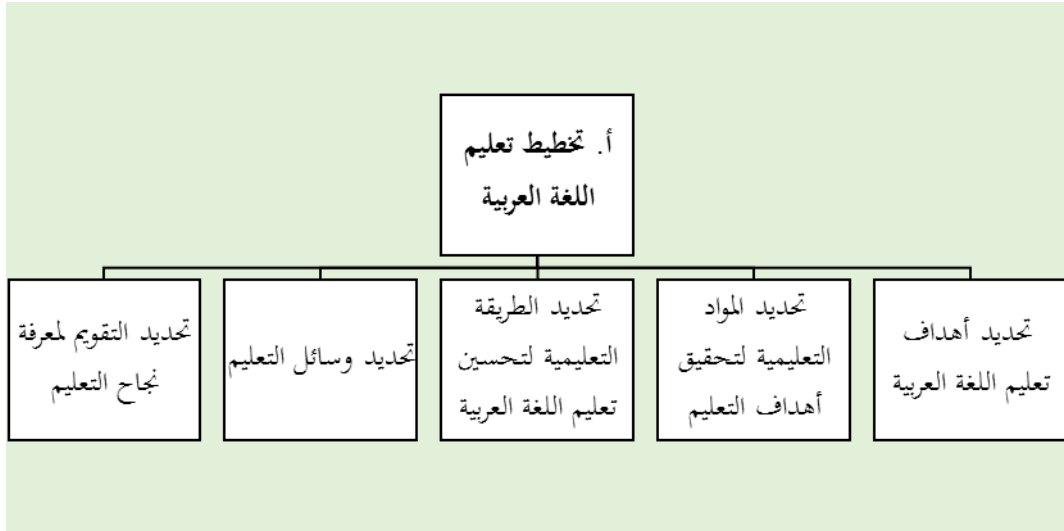 أ. تخطيط تعليم
اللغة العربية
تحديد أهداف
تعليم اللغة العربية
تحديد المواد
التعليمية لتحقيق
أهداف التعليم
تحديد الطريقة
التعليمية لتحسين
تعليم اللغة العربية
تحديد وسائل التعليم
تحديد التقويم لمعرفة
نجاح التعليم